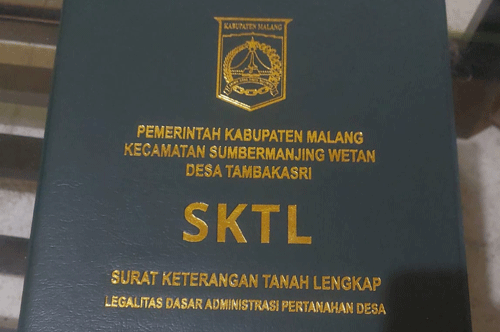 KABUPATEN MALANG
PEMERINTAH KABUPATEN MALANG
KECAMATAN SUMBERMANJING WETAN
DESA TAMBAKASRI
SKTL
SURAT KETERANGAN TANAH LENGKAP
LEGALITAS DASAR ADMINISTRASI PERTANAHAN DESA